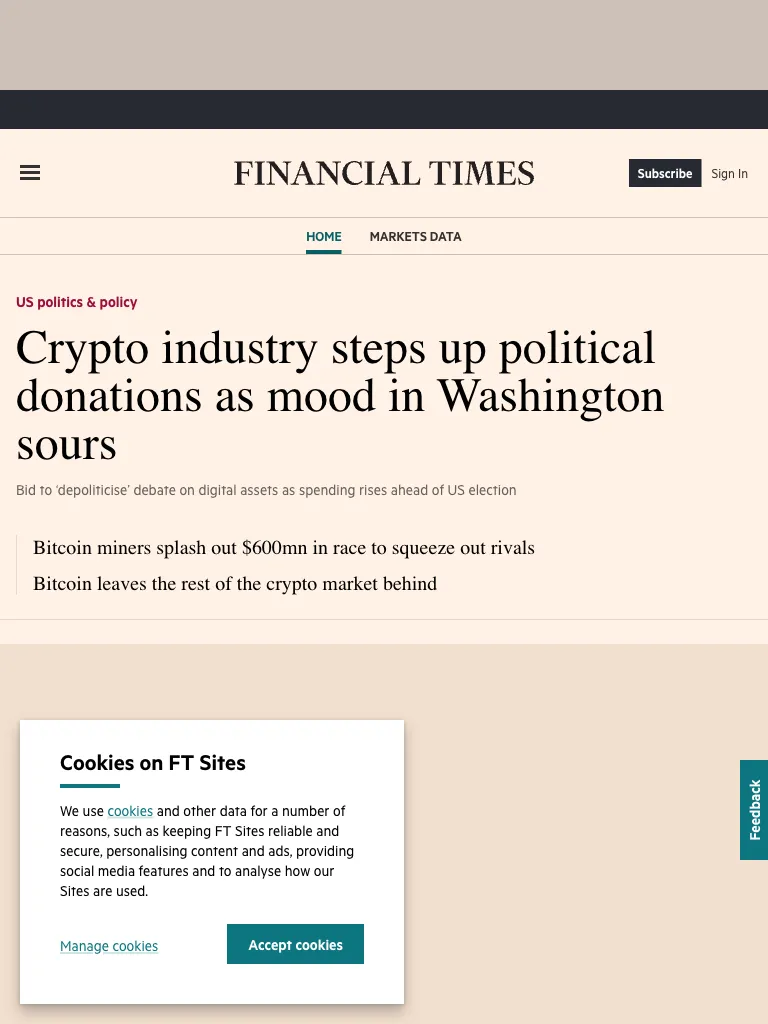 FINANCIAL TIMES
Subscribe
Sign In
HOME
MARKETS DATA
US politics & policy
Crypto industry steps up political
donations as mood in Washington
sours
Bid to ‘depoliticise’ debate on digital assets as spending rises ahead of US election
Bitcoin miners splash out $600mn in race to squeeze out rivals
Bitcoin leaves the rest of the crypto market behind
Cookies on FT Sites
We use cookies and other data for a number of
reasons, such as keeping FT Sites reliable and
secure, personalising content and ads, providing
social media features and to analyse how our
Sites are used.
Manage cookies
Accept cookies
Feedback